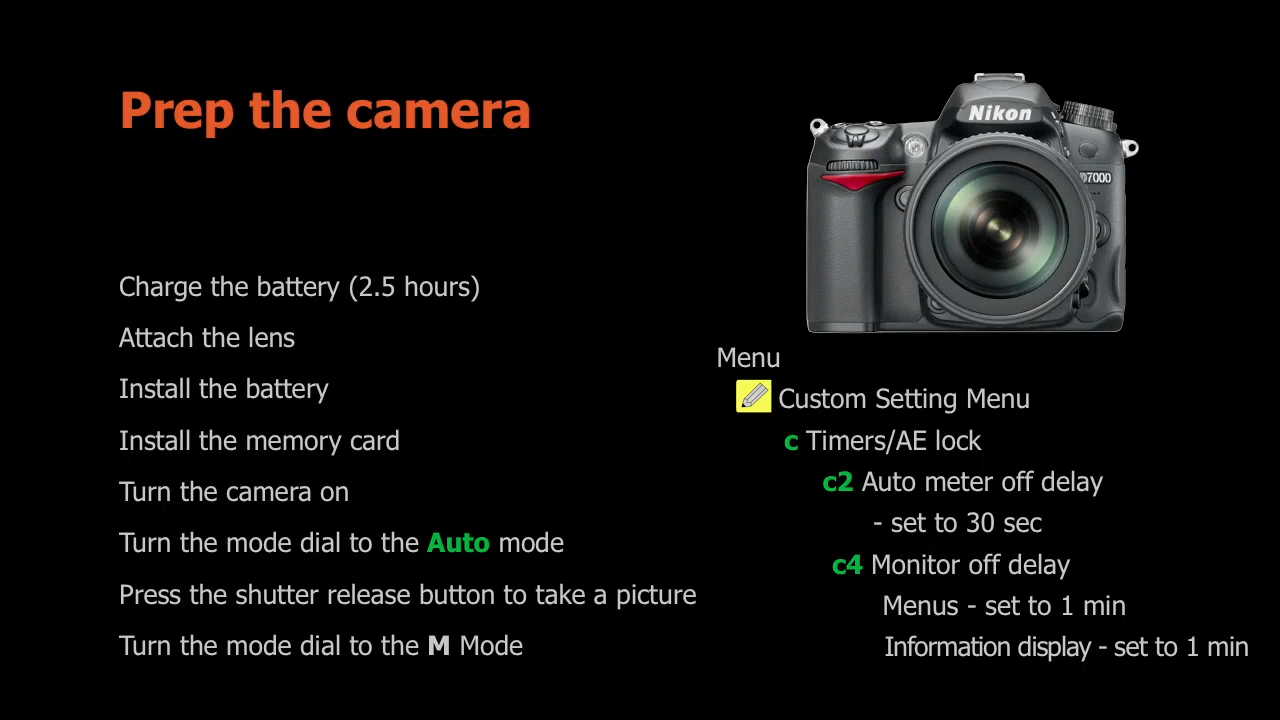 Prep the camera
Nikon
D7000
Charge the battery (2.5 hours)
Attach the lens
Install the battery
Install the memory card
Turn the camera on
Turn the mode dial to the Auto mode
Press the shutter release button to take a picture
Turn the mode dial to the M Mode
Menu
Custom Setting Menu
c Timers/AE lock
c2 Auto meter off delay
- set to 30 sec
c4 Monitor off delay
Menus - set to 1 min
Information display - set to 1 min